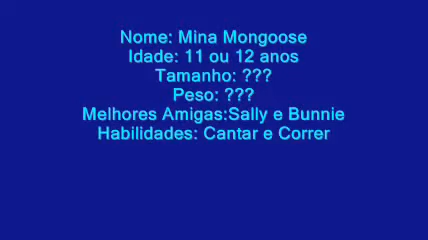 Nome: Mina Mongoose
Idade: 11 ou 12 anos
Tamanho: ???
Peso: ???
Melhores Amigas:Sally e Bunnie
Habilidades: Cantar e Correr